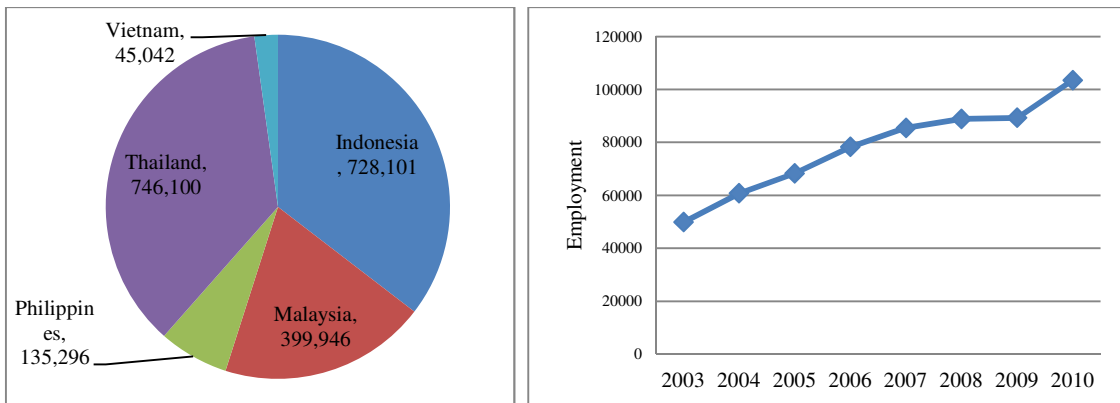 Vietnam,
45,042
Indonesia
, 728,101
Thailand,
746,100
Malaysia,
399,946
Philippin
es,
135,296
Employment
120000
100000
80000
60000
40000
20000
0
2003 2004 2005 2006 2007 2008 2009 2010